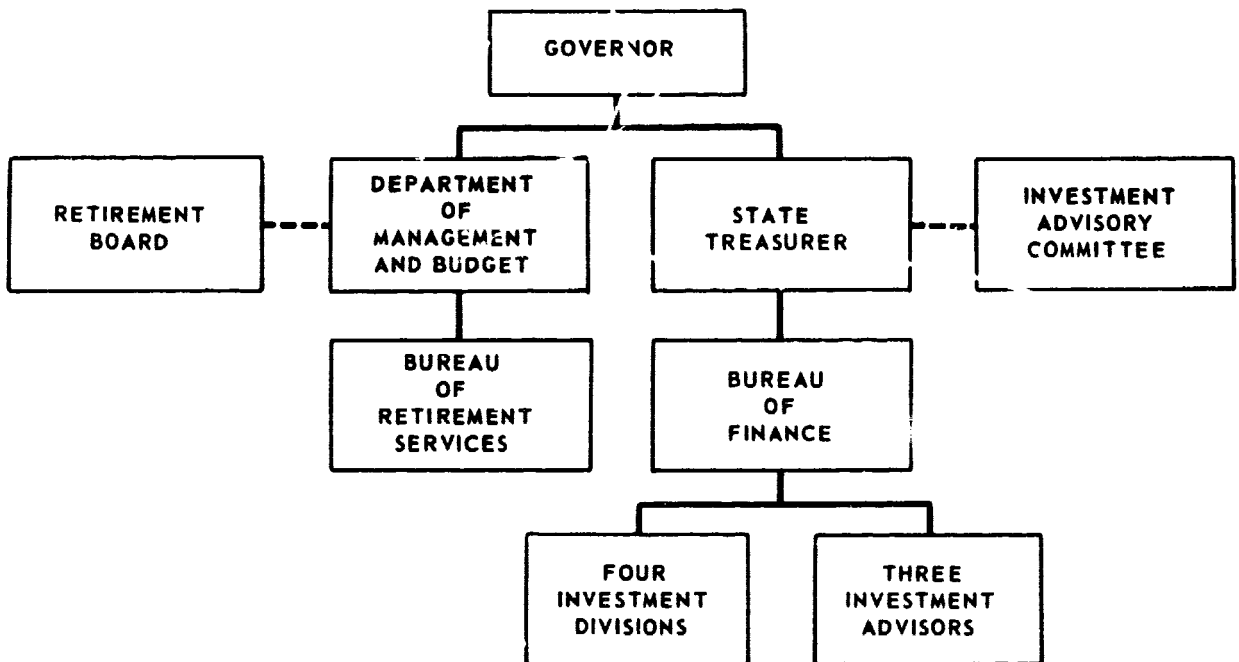 GOVERNOR
RETIREMENT
BOARD
DEPARTMENT
OF
MANAGEMENT
AND BUDGET
STATE
TREASURER
INVESTMENT
ADVISORY
COMMITTEE
BUREAU
OF
RETIREMENT
SERVICES
BUREAU
OF
FINANCE
FOUR
INVESTMENT
DIVISIONS
THREE
INVESTMENT
ADVISORS